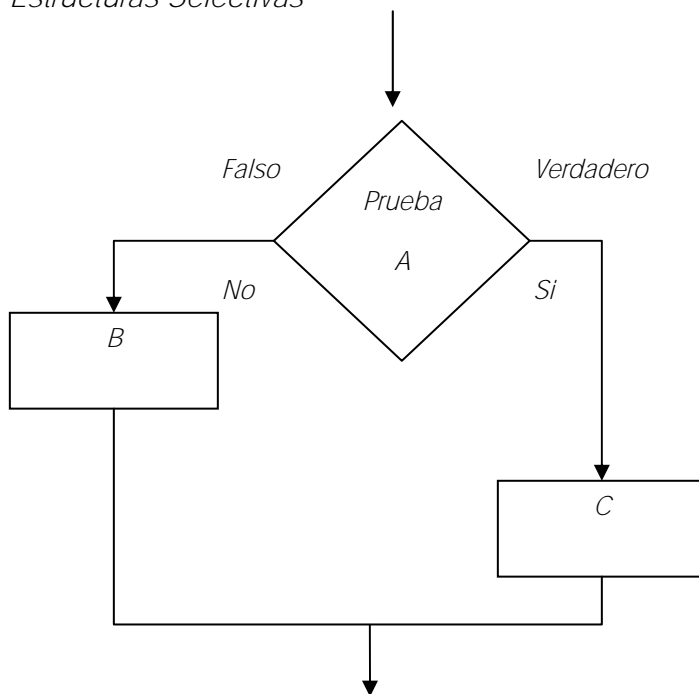 Estructuras Selectivas
Falso
Verdadero
Prueba
A
No
Si
B
C